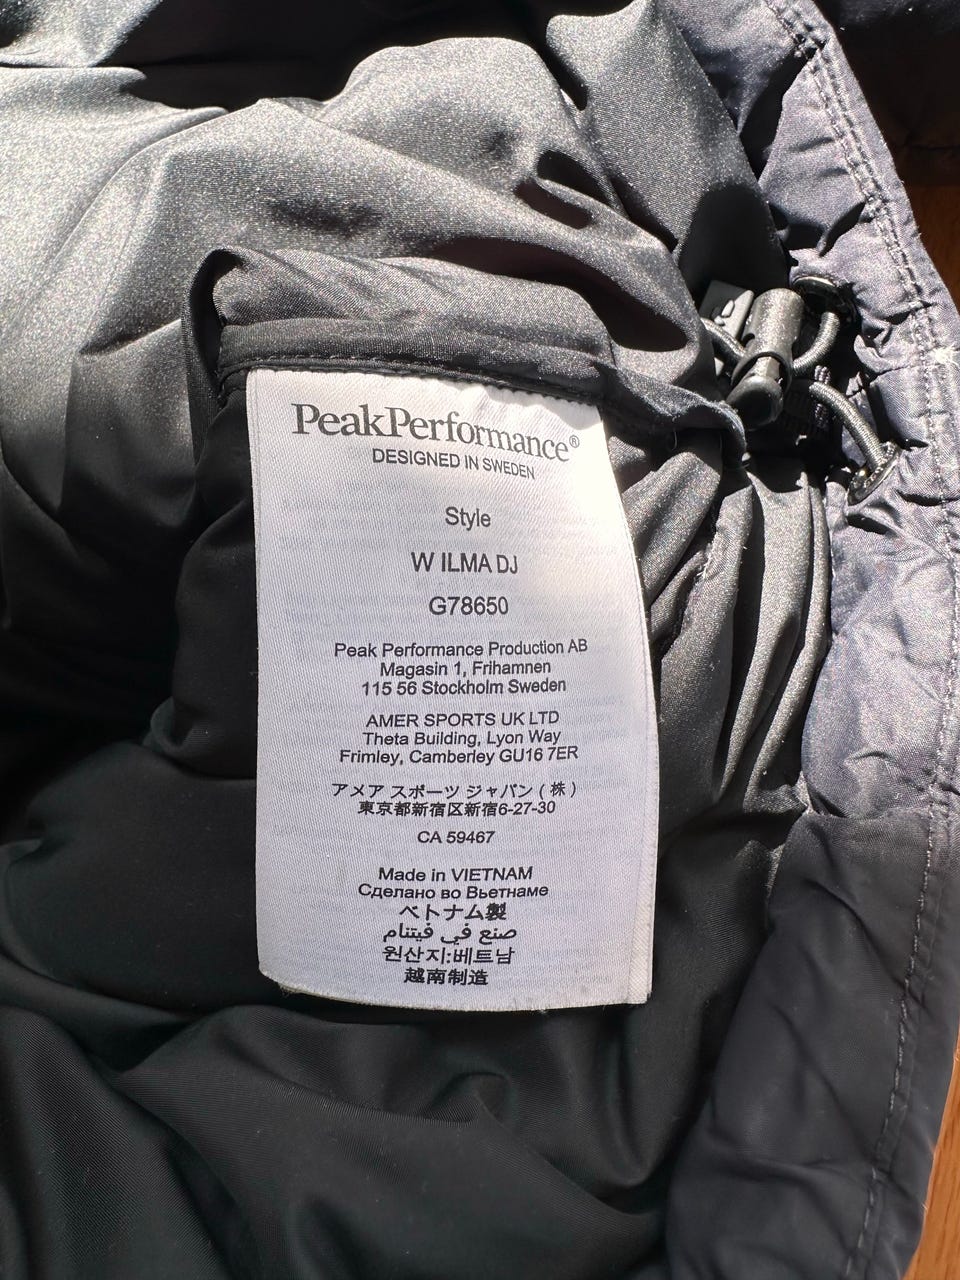 PeakPerformance®
DESIGNED IN SWEDEN
Style
W ILMA DJ
G78650
Peak Performance Production AB
Magasin 1, Frihamnen
115 56 Stockholm Sweden
AMER SPORTS UK LTD
Theta Building, Lyon Way
Frimley, Camberley GU16 7ER
アメア スポーツ ジャパン ( 株 )
東京都新宿区新宿6-27-30
CA 59467
Made in VIETNAM
Сделано во Вьетнаме
ベトナム製
صنع في فيتنام
원산지:베트남
越南制造